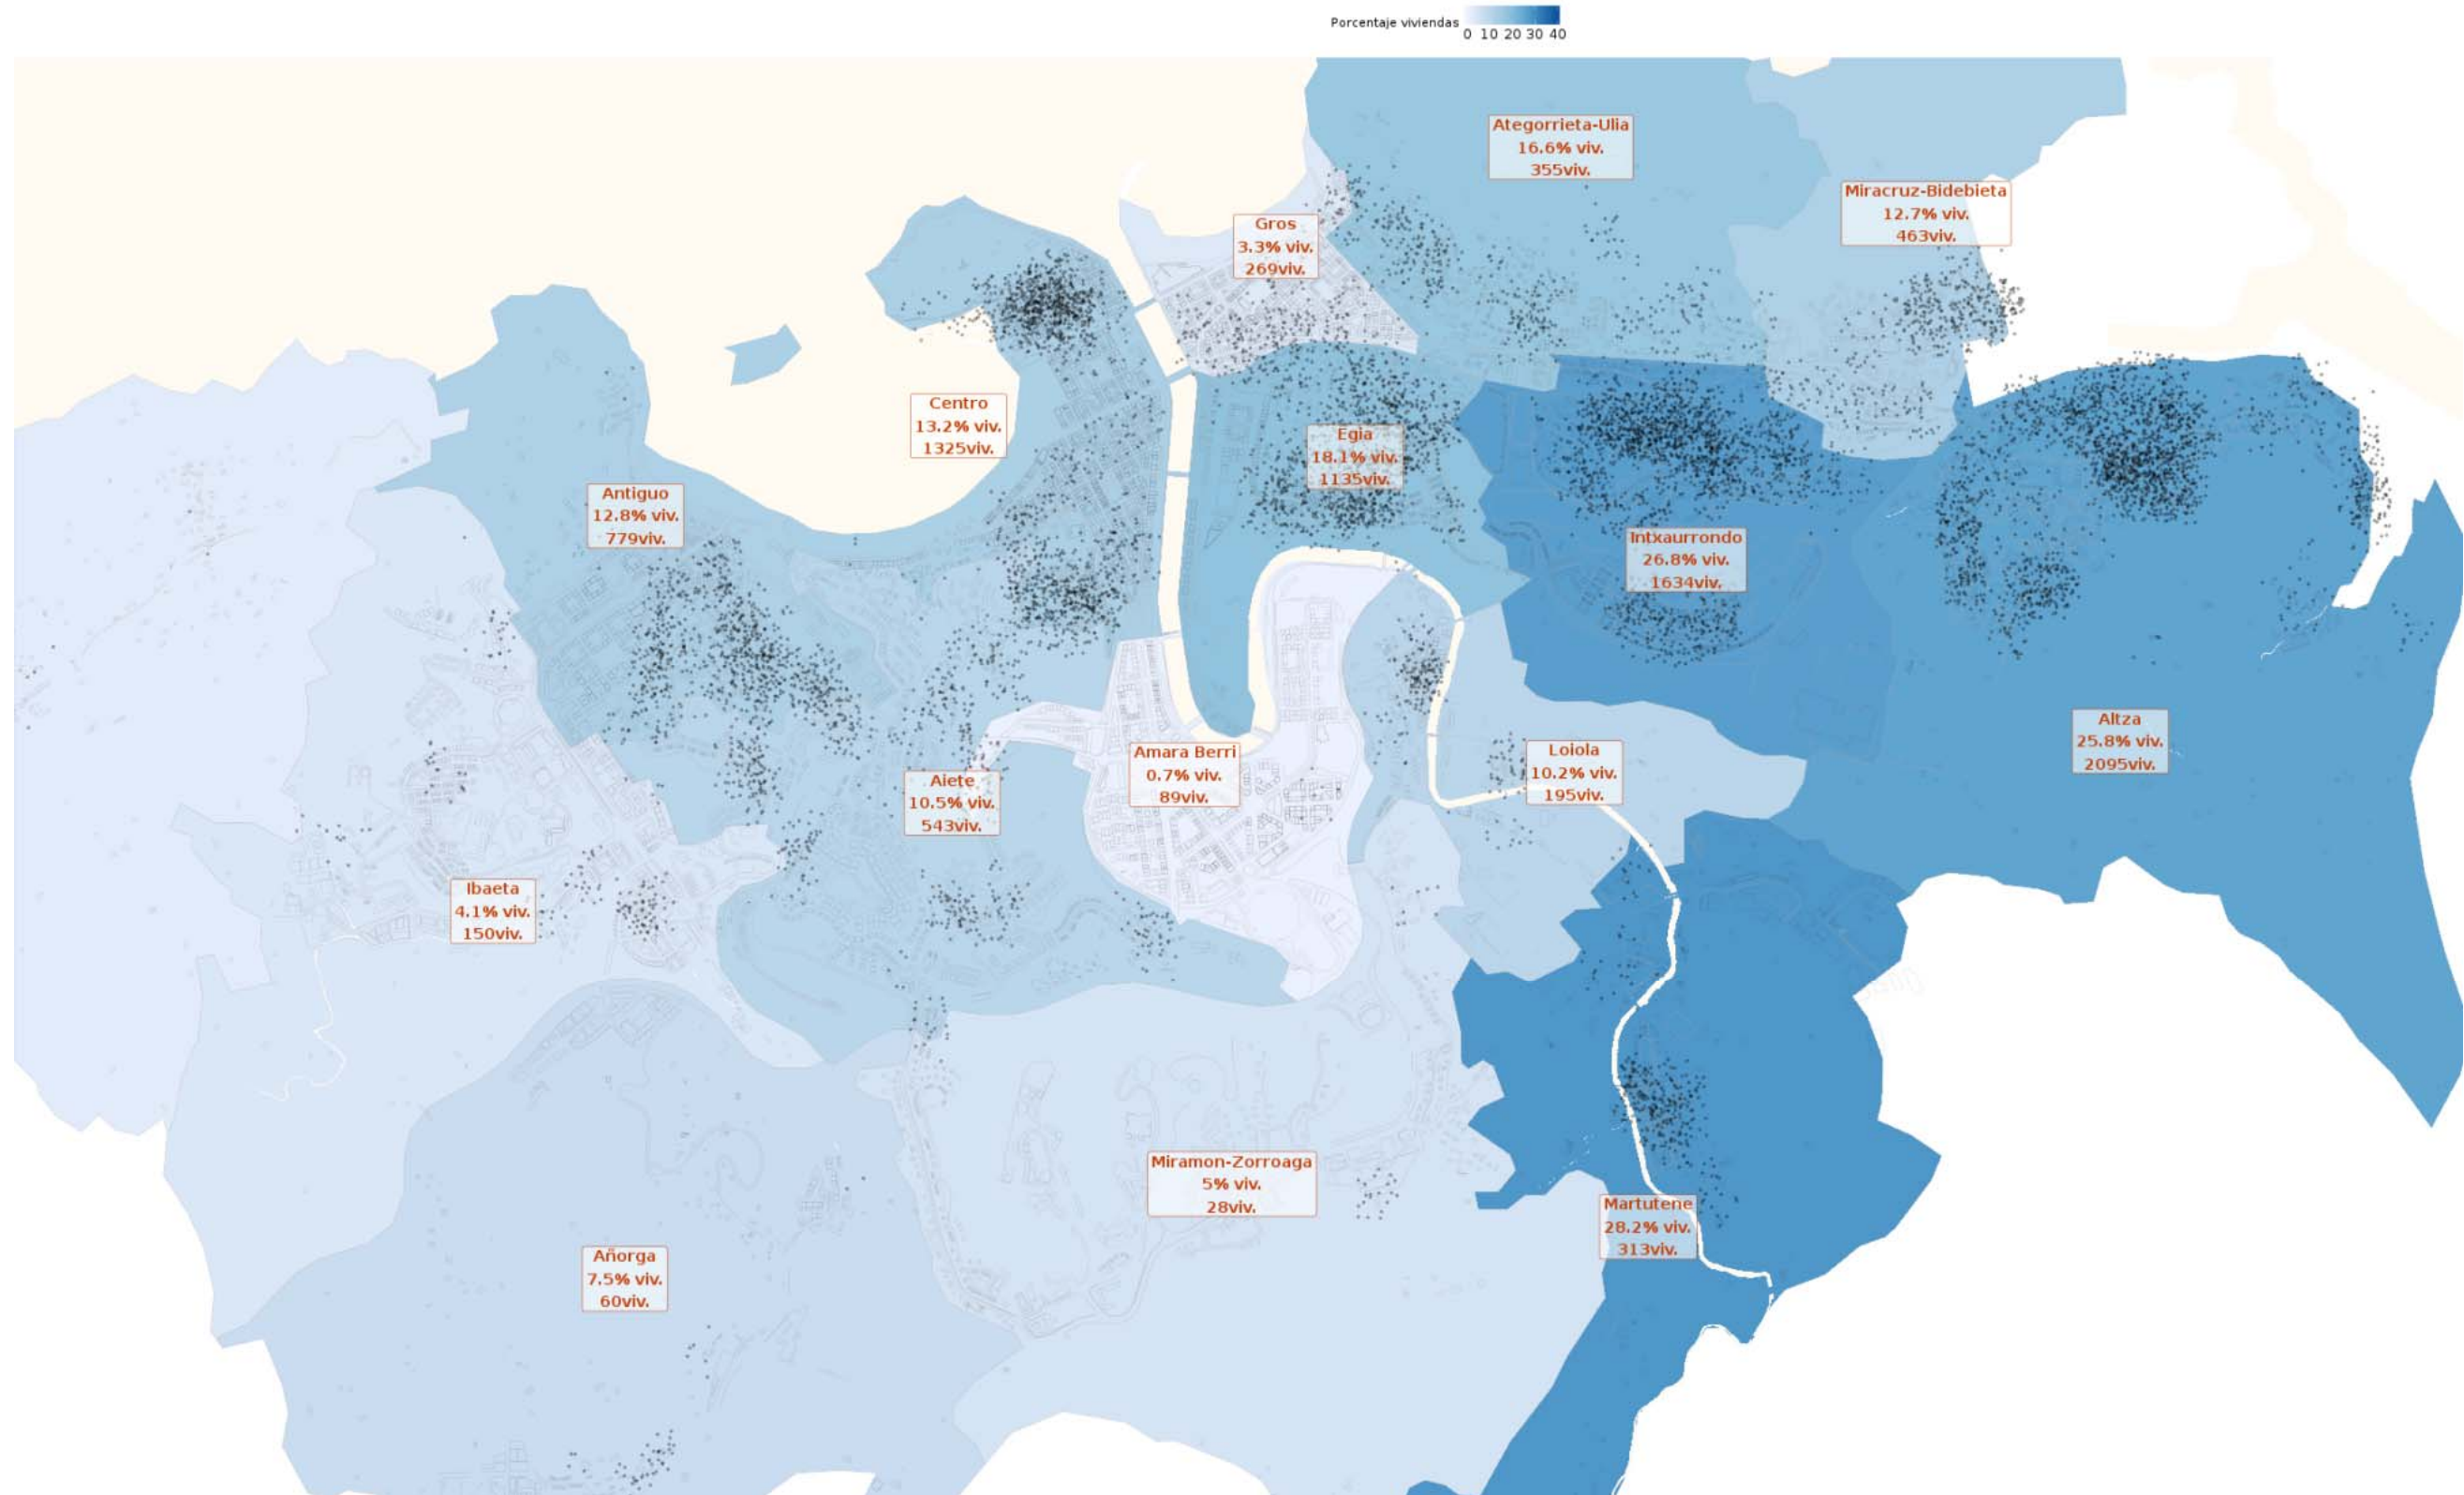 Porcentaje viviendas
0 10 20 30 40
Ategorrieta-Ulia
16.6% viv.
355viv.
Miracruz-Bidebieta
12.7% viv.
463viv.
Gros
3.3% viv.
269viv.
Centro
13.2% viv.
1325viv.
Egia
18.1% viv.
1135viv.
Antiguo
12.8% viv.
779viv.
Intxaurrondo
26.8% viv.
1634viv.
Altza
25.8% viv.
2095viv.
Amara Berri
0.7% viv.
89viv.
Loiola
10.2% viv.
195viv.
Aiete
10.5% viv.
543viv.
Ibaeta
4.1% viv.
150viv.
Miramon-Zorroaga
5% viv.
28viv.
Martutene
28.2% viv.
313viv.
Añorga
7.5% viv.
60viv.